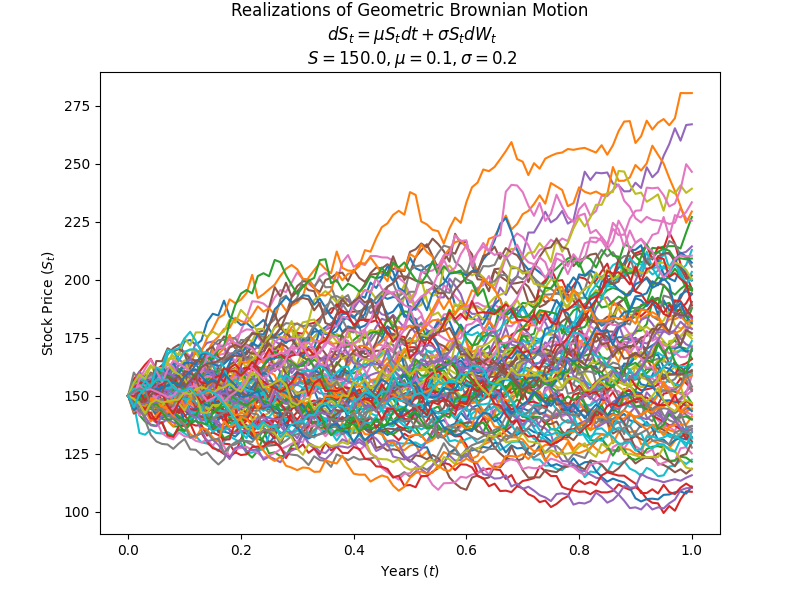 Realizations of Geometric Brownian Motion
$dS_t = \mu S_t dt + \sigma S_t dW_t$
$S = 150.0, \mu = 0.1, \sigma = 0.2$
275
250
225
200
175
150
125
100
Stock Price ($S_t$)
0.0 0.2 0.4 0.6 0.8 1.0
Years ($t$)